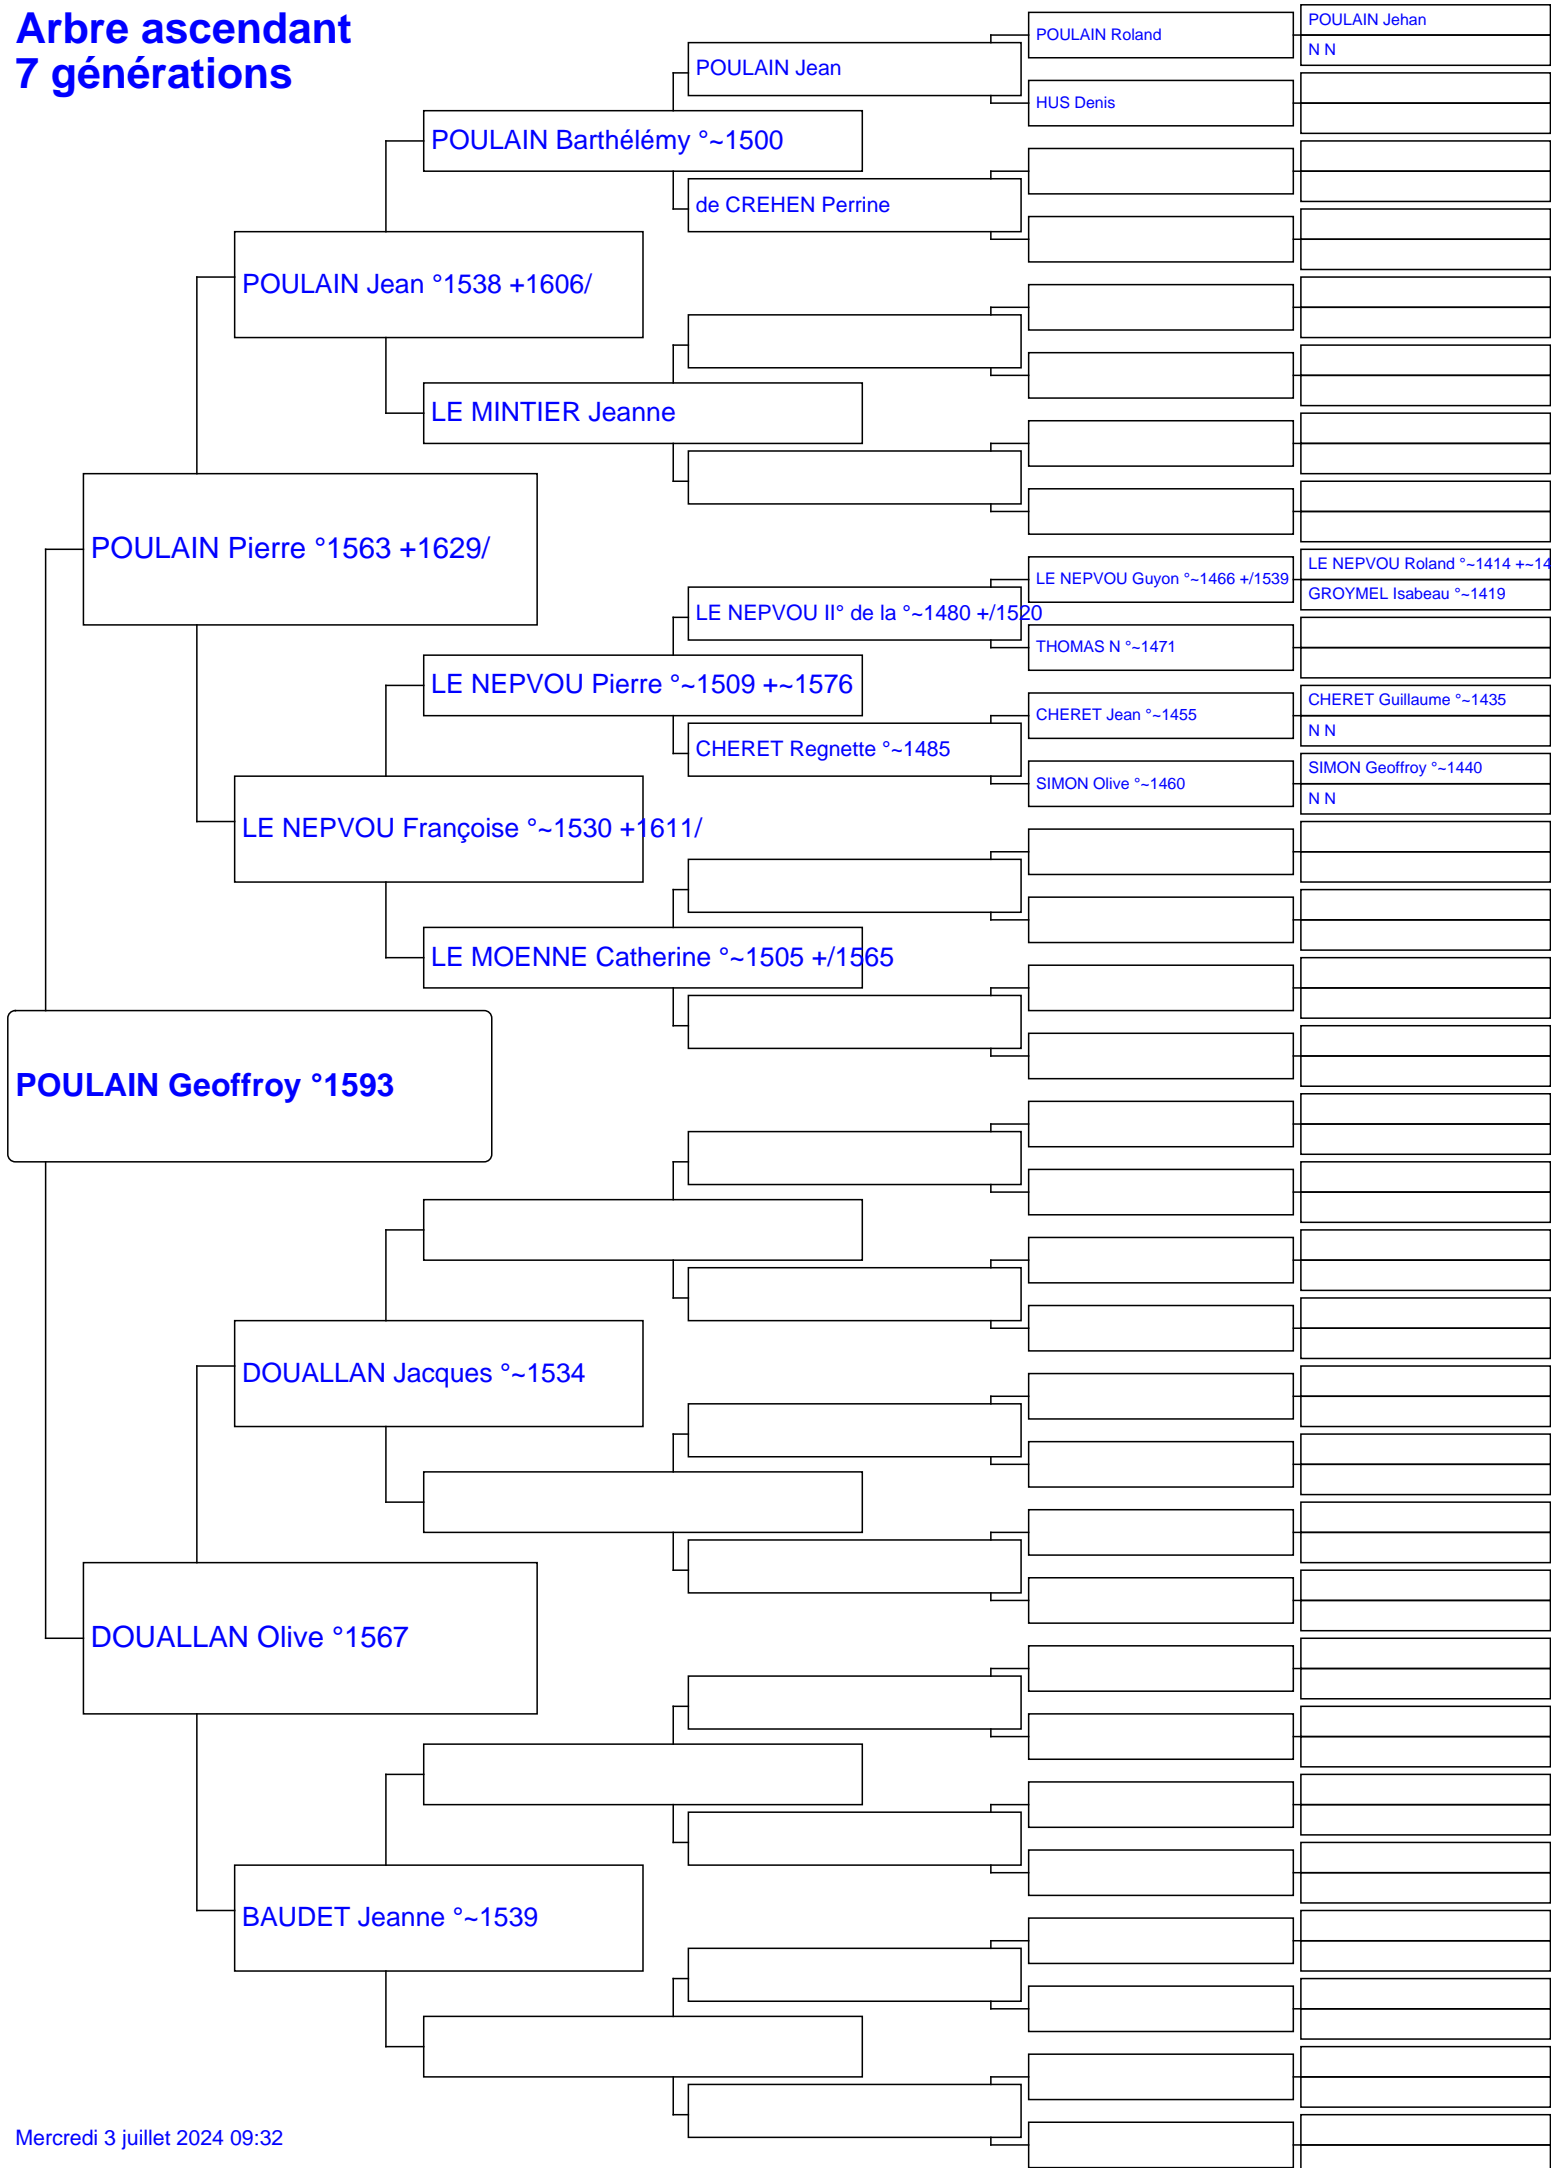 Arbre ascendant
7 générations
POULAIN Roland
POULAIN Jehan
N N
POULAIN Jean
HUS Denis
POULAIN Barthélémy °~1500
de CREHEN Perrine
POULAIN Jean °1538 +1606/
LE MINTIER Jeanne
POULAIN Pierre °1563 +1629/
LE NEPVOU Guyon °~1466 +/1539
LE NEPVOU Roland °~1414 +~14
GROYMEL Isabeau °~1419
LE NEPVOU II° de la °~1480 +/1520
THOMAS N °~1471
LE NEPVOU Pierre °~1509 +~1576
CHERET Jean °~1455
CHERET Guillaume °~1435
N N
CHERET Regnette °~1485
SIMON Olive °~1460
SIMON Geoffroy °~1440
N N
LE NEPVOU Françoise °~1530 +1611/
LE MOENNE Catherine °~1505 +/1565
POULAIN Geoffroy °1593
DOUALLAN Jacques °~1534
DOUALLAN Olive °1567
BAUDET Jeanne °~1539
Mercredi 3 juillet 2024 09:32